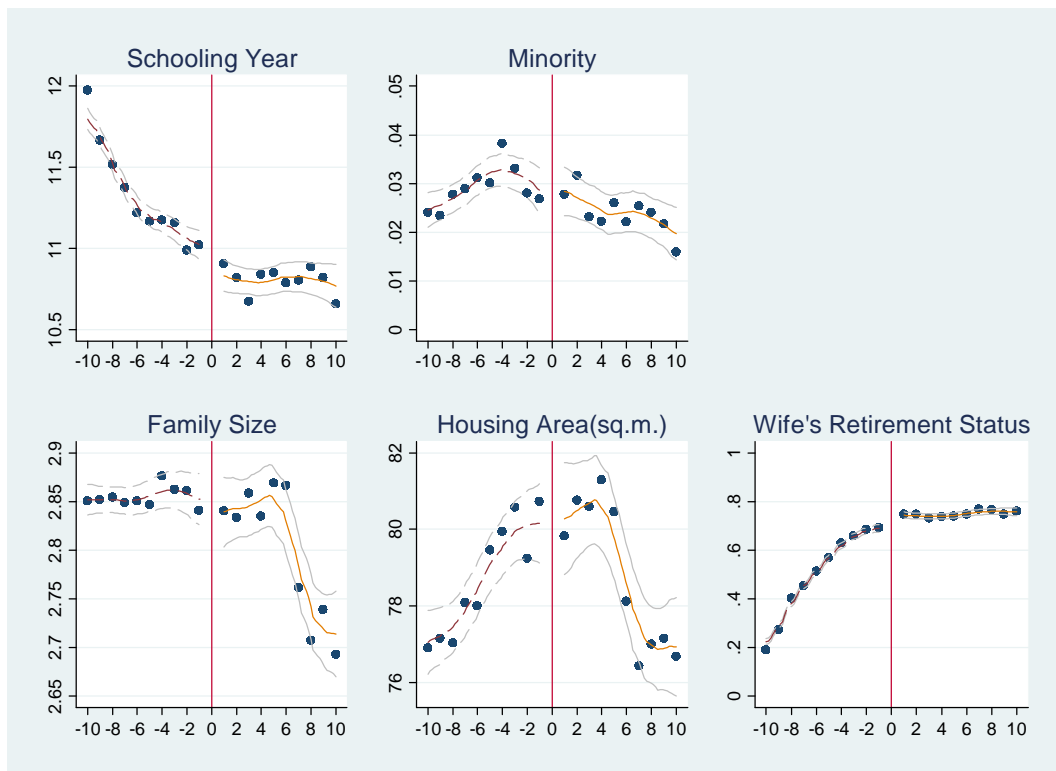 Schooling Year
12
11.5
11
10.5
-10 -8 -6 -4 -2 0 2 4 6 8 10
Minority
.05
.04
.03
.02
.01
0
-10 -8 -6 -4 -2 0 2 4 6 8 10
Family Size
2.9
2.85
2.8
2.75
2.7
2.65
-10 -8 -6 -4 -2 0 2 4 6 8 10
Housing Area(sq.m.)
82
80
78
76
-10 -8 -6 -4 -2 0 2 4 6 8 10
Wife's Retirement Status
1
.8
.6
.4
.2
0
-10 -8 -6 -4 -2 0 2 4 6 8 10